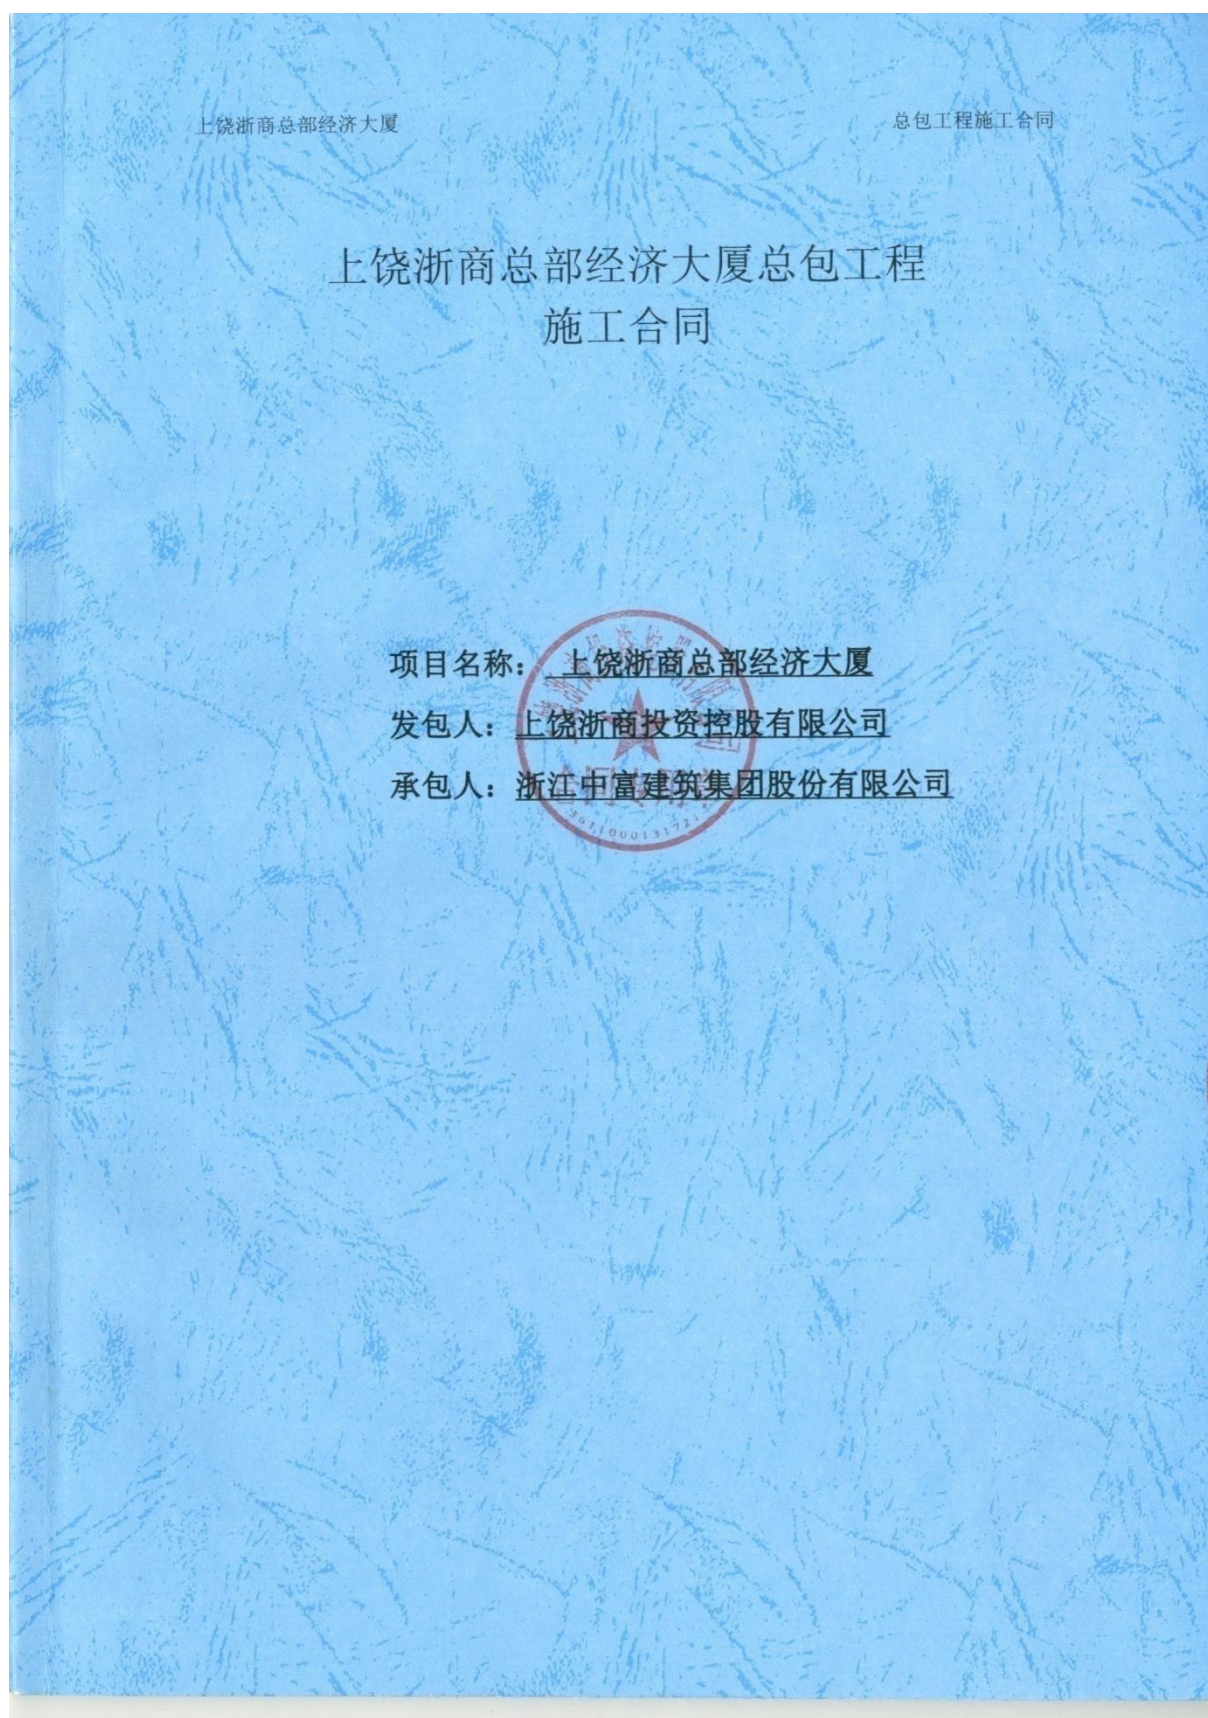 上饶浙商总部经济大厦 总包工程施工合同
上饶浙商总部经济大厦总包工程
施工合同
项目名称：上饶浙商总部经济大厦
发包人：上饶浙商投资控股有限公司
承包人：浙江中富建筑集团股份有限公司